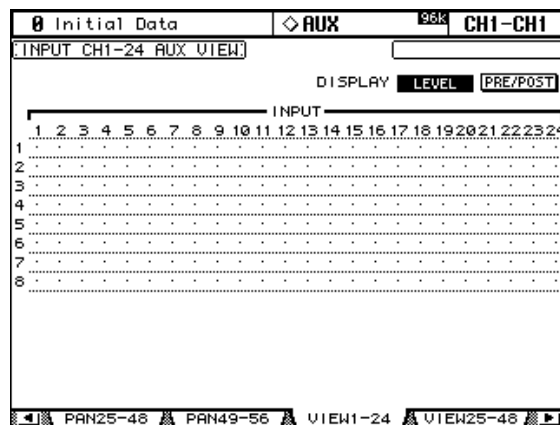 0 Initial Data ◇AUX 96k CH1-CH1
INPUT CH1-24 AUX VIEW
DISPLAY LEVEL PRE/POST
INPUT
1 2 3 4 5 6 7 8 9 10 11 12 13 14 15 16 17 18 19 20 21 22 23 24
1
2
3
4
5
6
7
8
PAN25-48 PAN49-56 VIEW1-24 VIEW25-48